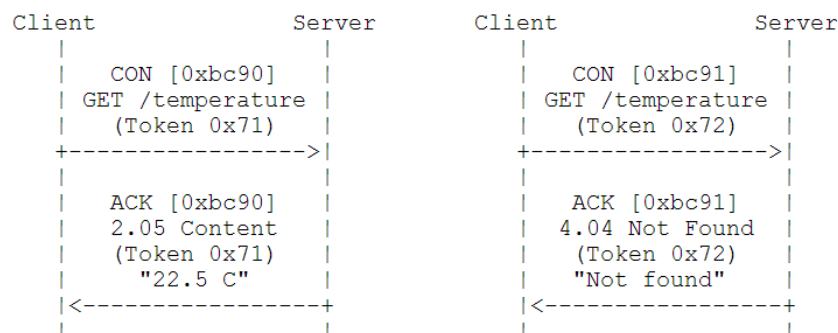 Client Server Client Server
CON [0xbc90] CON [0xbc91]
GET /temperature GET /temperature
(Token 0x71) (Token 0x72)
ACK [0xbc90] ACK [0xbc91]
2.05 Content 4.04 Not Found
(Token 0x71) (Token 0x72)
"22.5 C" "Not found"